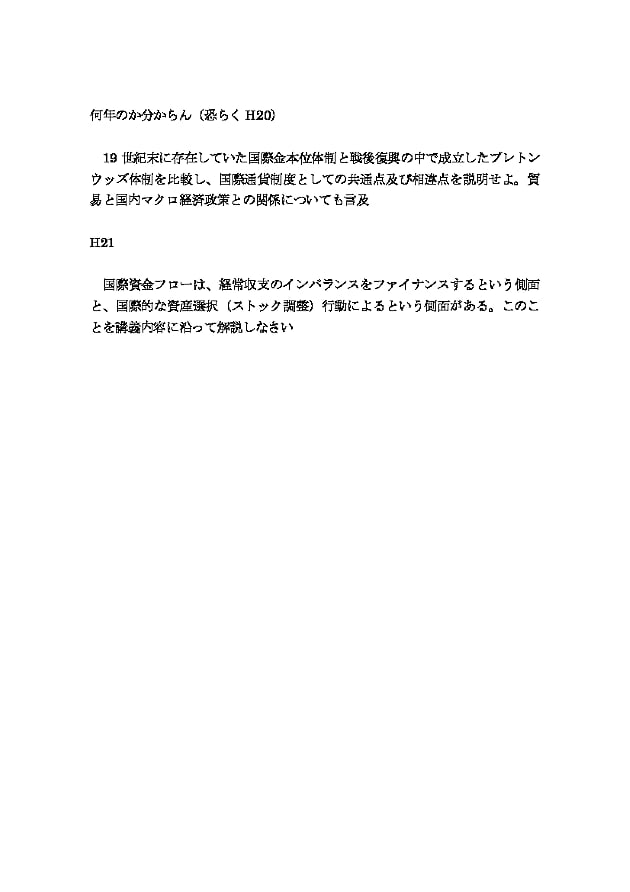 何年のか分からん（恐らく H20）
19 世紀末に存在していた国際金本位体制と戦後復興の中で成立したブレトン
ウッズ体制を比較し、国際通貨制度としての共通点及び相違点を説明せよ。貿
易と国内マクロ経済政策との関係についても言及
H21
国際資金フローは、経常収支のインバランスをファイナンスするという側面
と、国際的な資産選択（ストック調整）行動によるという側面がある。このこ
とを講義内容に沿って解説しなさい